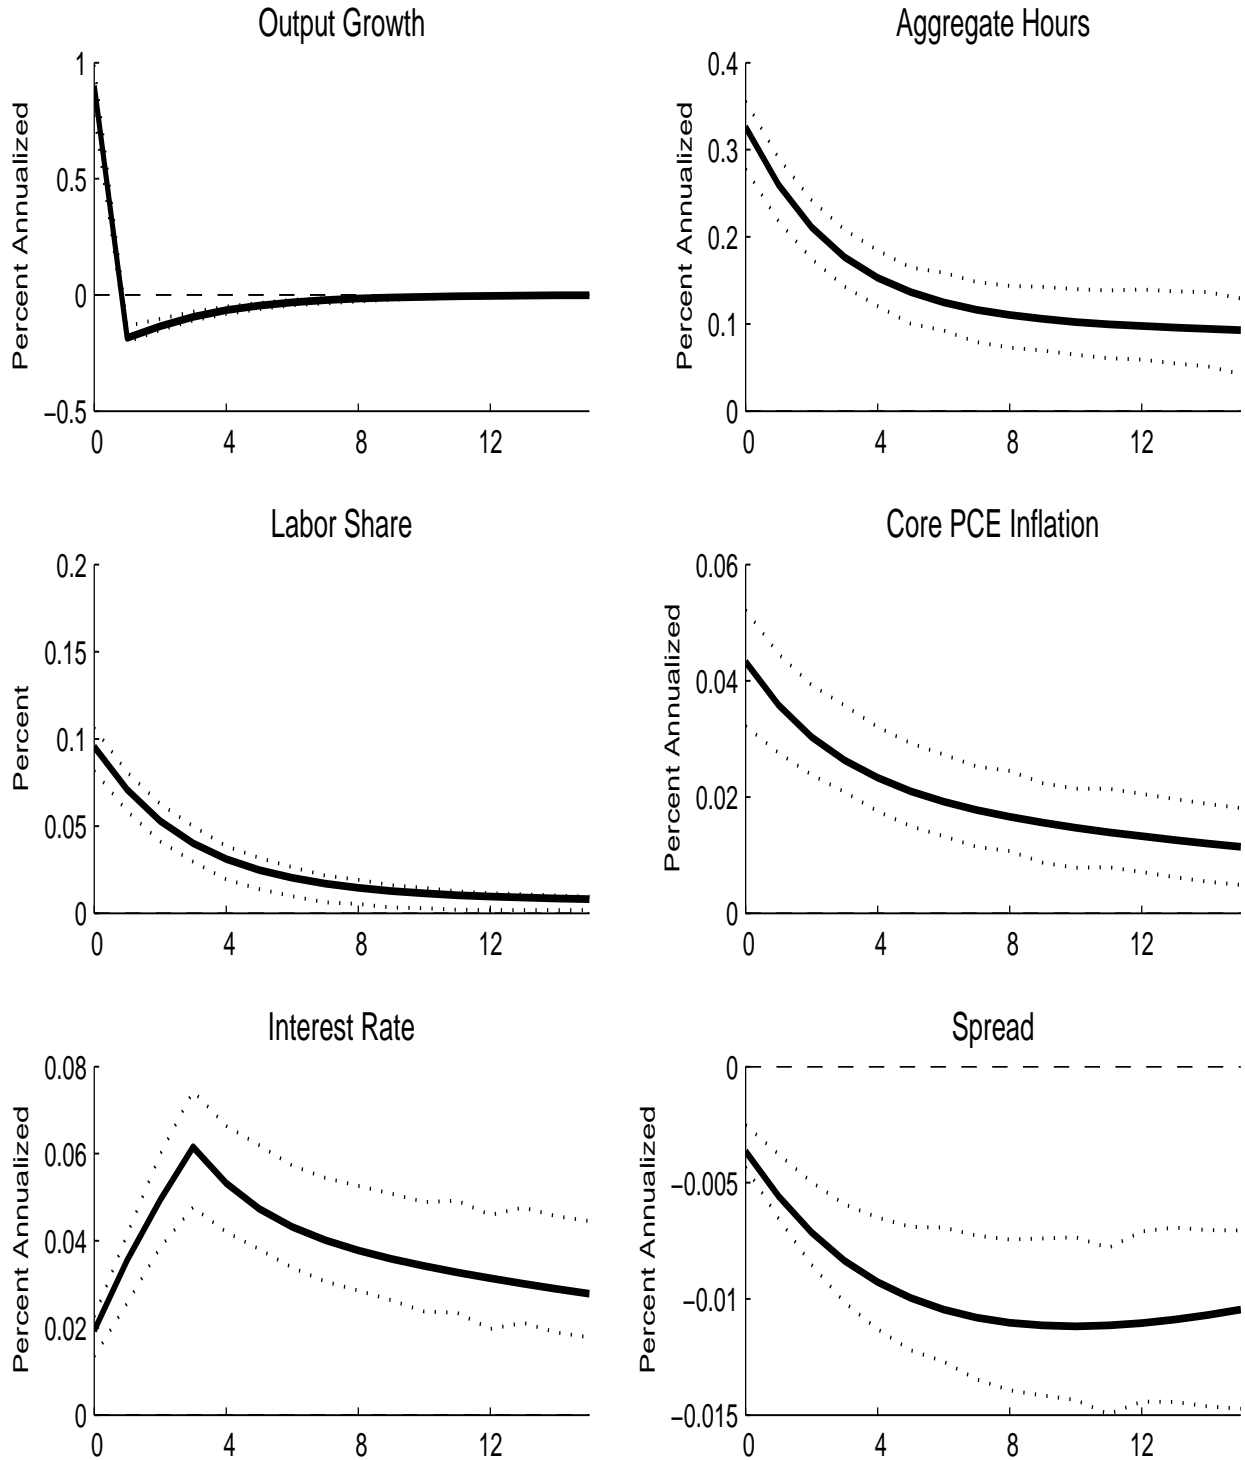 Output Growth
Percent Annualized
1
0.5
0
−0.5
0 4 8 12
Aggregate Hours
Percent Annualized
0.4
0.3
0.2
0.1
0
0 4 8 12
Labor Share
Percent
0.2
0.15
0.1
0.05
0
0 4 8 12
Core PCE Inflation
Percent Annualized
0.06
0.04
0.02
0
0 4 8 12
Interest Rate
Percent Annualized
0.08
0.06
0.04
0.02
0
0 4 8 12
Spread
Percent Annualized
0
−0.005
−0.01
−0.015
0 4 8 12